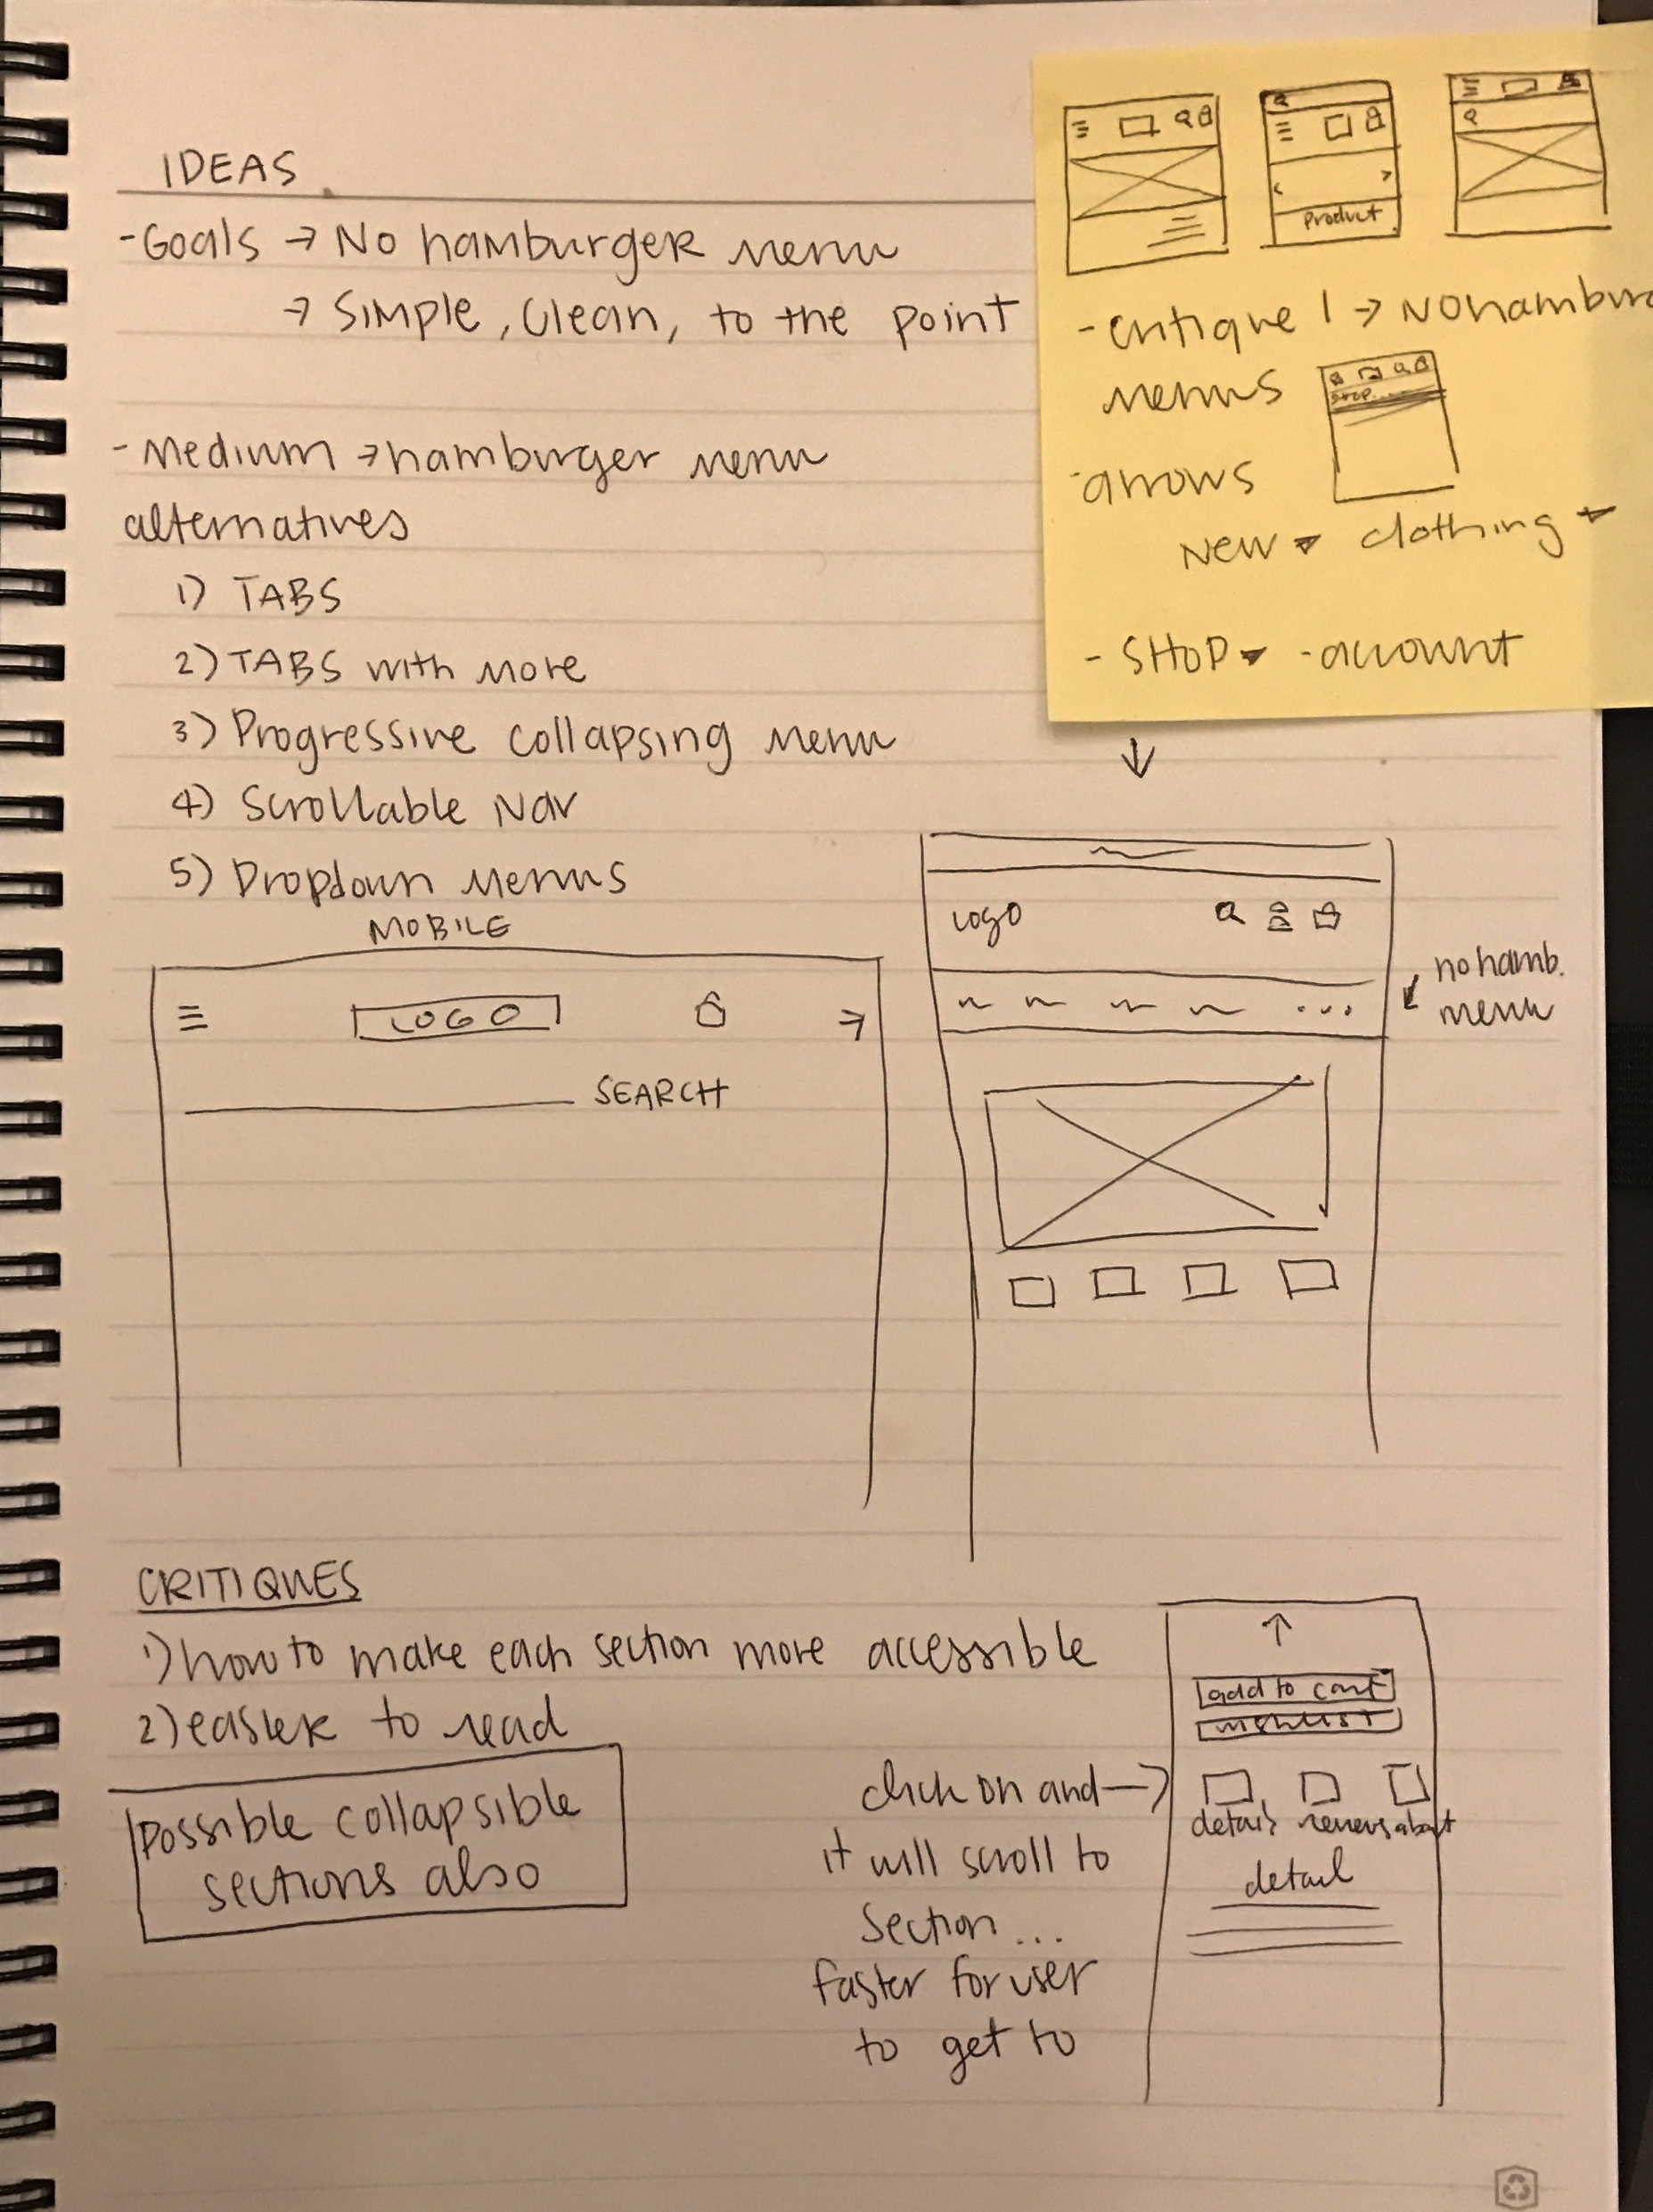 IDEAS
- Goals → No hamburger menu
→ Simple, Clean, to the point
- Medium → hamburger menu
alternatives
1) TABS
2) TABS with more
3) Progressive collapsing menu
4) Scrollable Nav
5) Dropdown Menus
Product
- critique 1 → No hamburg
menus
shop...
- arrows
New ▾ clothing ▾
- SHOP ▾ - account
↓
MOBILE
LOGO
→
SEARCH
Logo
...
no hamb.
menu
CRITIQUES
1) how to make each section more accessible
2) easier to read
Possible collapsible
sections also
↑
add to cart
wishlist
click on and →
it will scroll to
Section ...
faster for user
to get to
details reviews about
detail